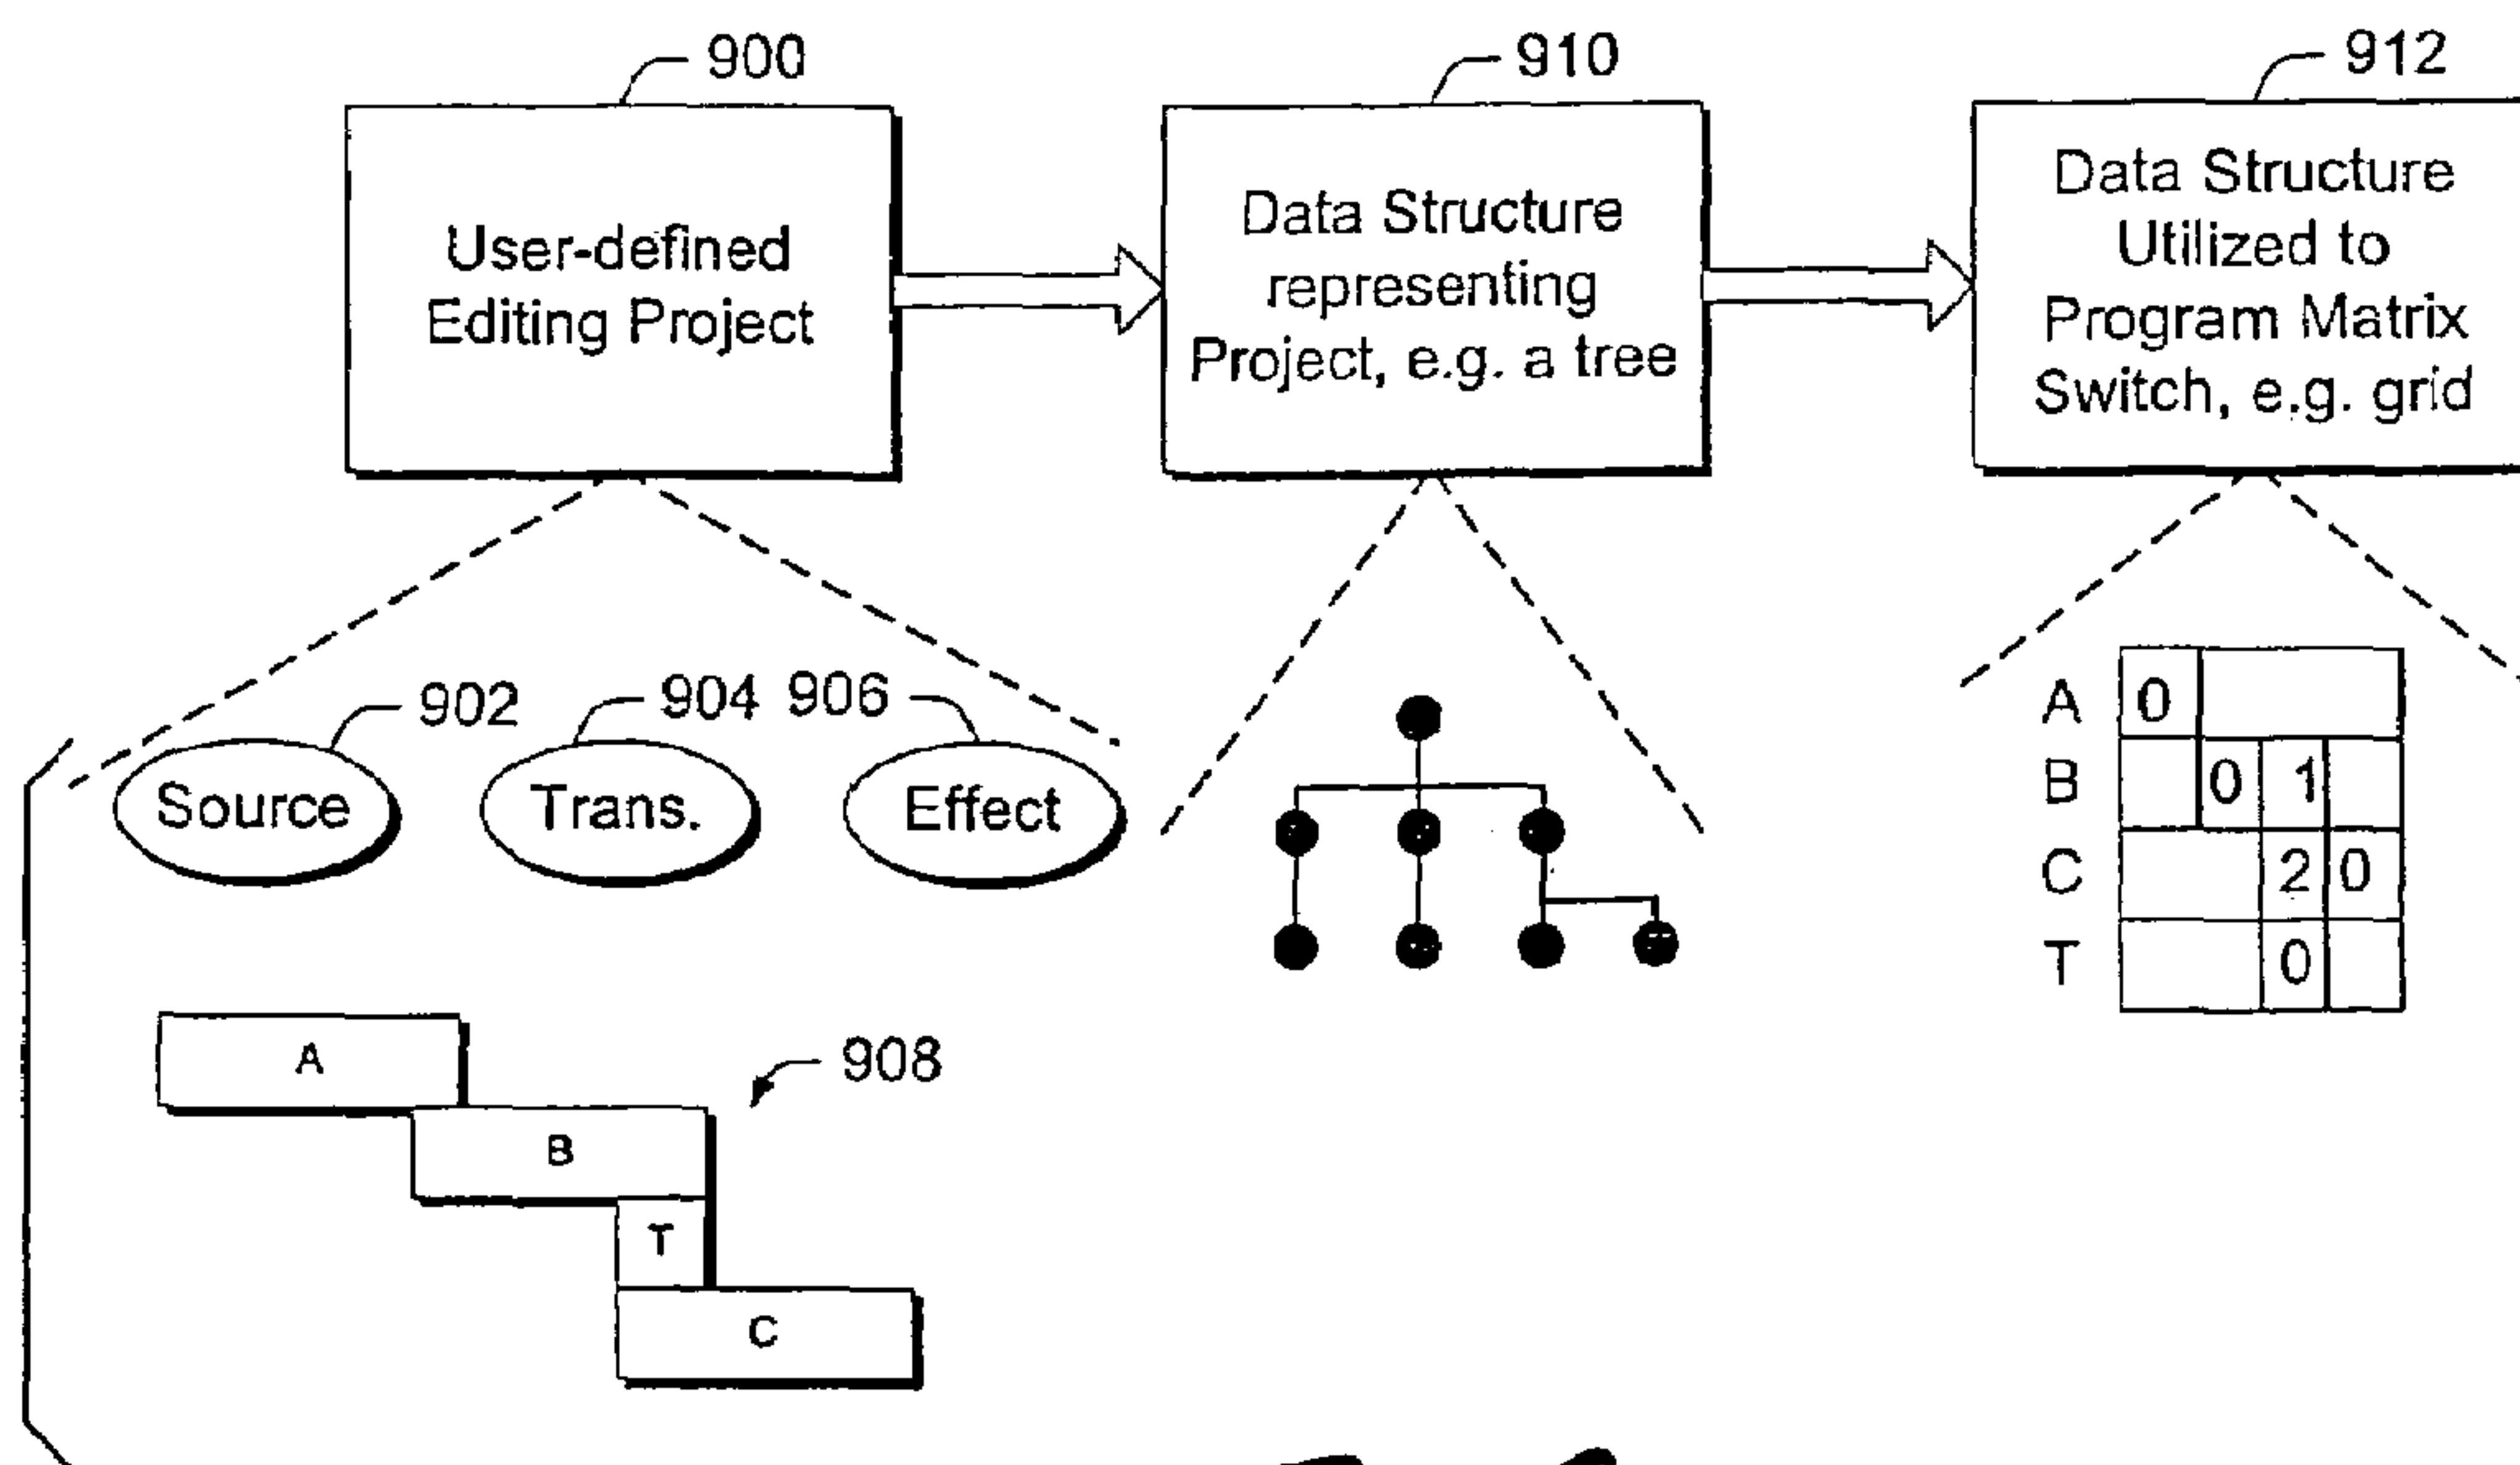 900
910
912
User-defined
Editing Project
Data Structure
representing
Project, e.g. a tree
Data Structure
Utilized to
Program Matrix
Switch, e.g. grid
902
904
906
Source
Trans.
Effect
A 0
B 0 1
C 2 0
T 0
908
A
B
T
C